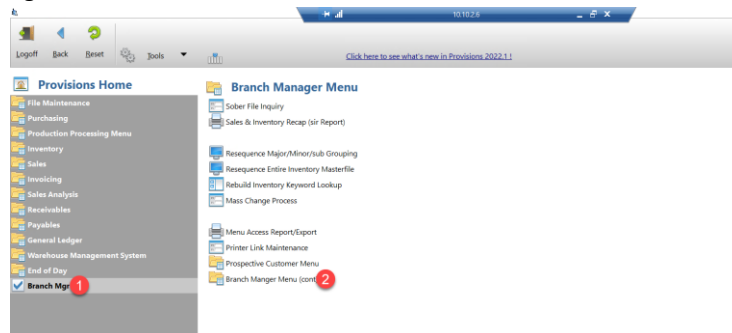 10.10.2.6
Logoff Back Reset Tools
Click here to see what's new in Provisions 2022.1 !
Provisions Home
File Maintenance
Purchasing
Production Processing Menu
Inventory
Sales
Invoicing
Sales Analysis
Receivables
Payables
General Ledger
Warehouse Management System
End of Day
Branch Mgr 1
Branch Manager Menu
Sober File Inquiry
Sales & Inventory Recap (sir Report)
Resequence Major/Minor/sub Grouping
Resequence Entire Inventory Masterfile
Rebuild Inventory Keyword Lookup
Mass Change Process
Menu Access Report/Export
Printer Link Maintenance
Prospective Customer Menu
Branch Manger Menu (cont 2